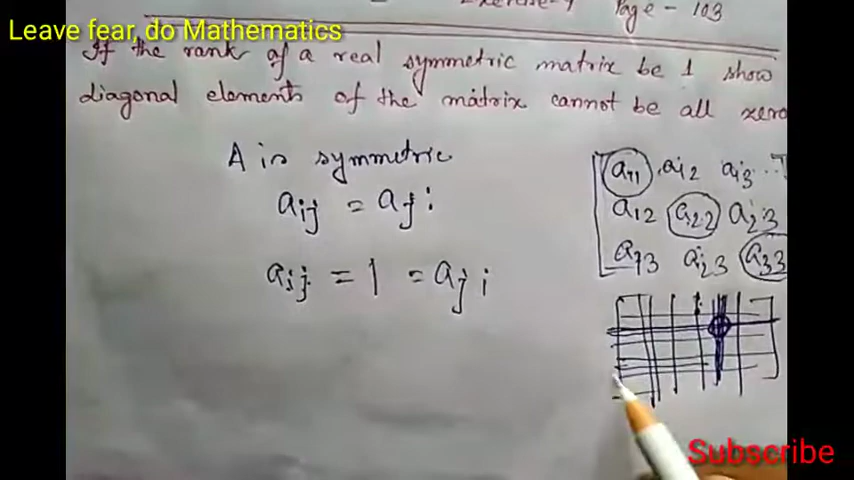 Exercise-9 Page - 103
Leave fear, do Mathematics
If the rank of a real symmetric matrix be 1 show
diagonal elements of the matrix cannot be all zero
A is symmetric
aij = aji
aij = 1 = aji
a11 a12 a13 ...
a12 a22 a23
a13 a23 a33
Subscribe